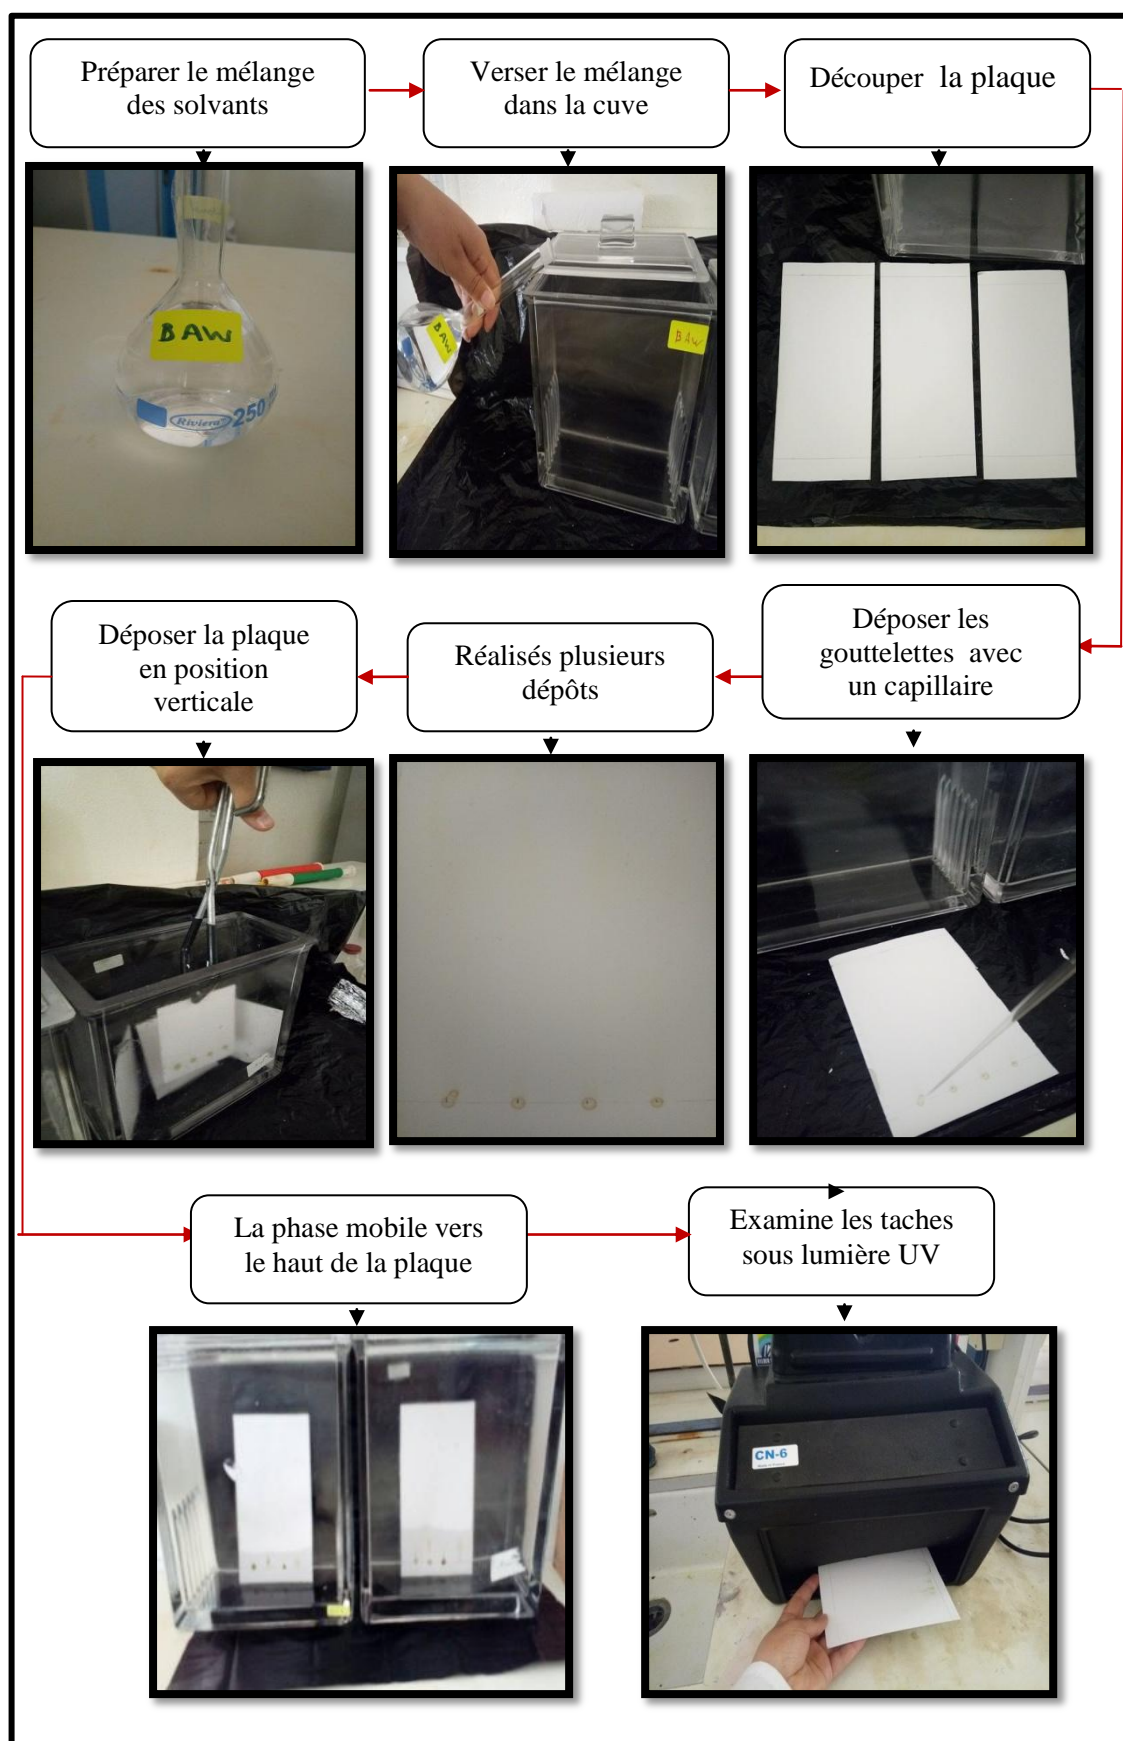 Préparer le mélange
des solvants
Verser le mélange
dans la cuve
Découper la plaque
BAW
Riviera
250
BAW
BAW
Déposer la plaque
en position
verticale
Réalisés plusieurs
dépôts
Déposer les
gouttelettes avec
un capillaire
La phase mobile vers
le haut de la plaque
Examine les taches
sous lumière UV
CN-6